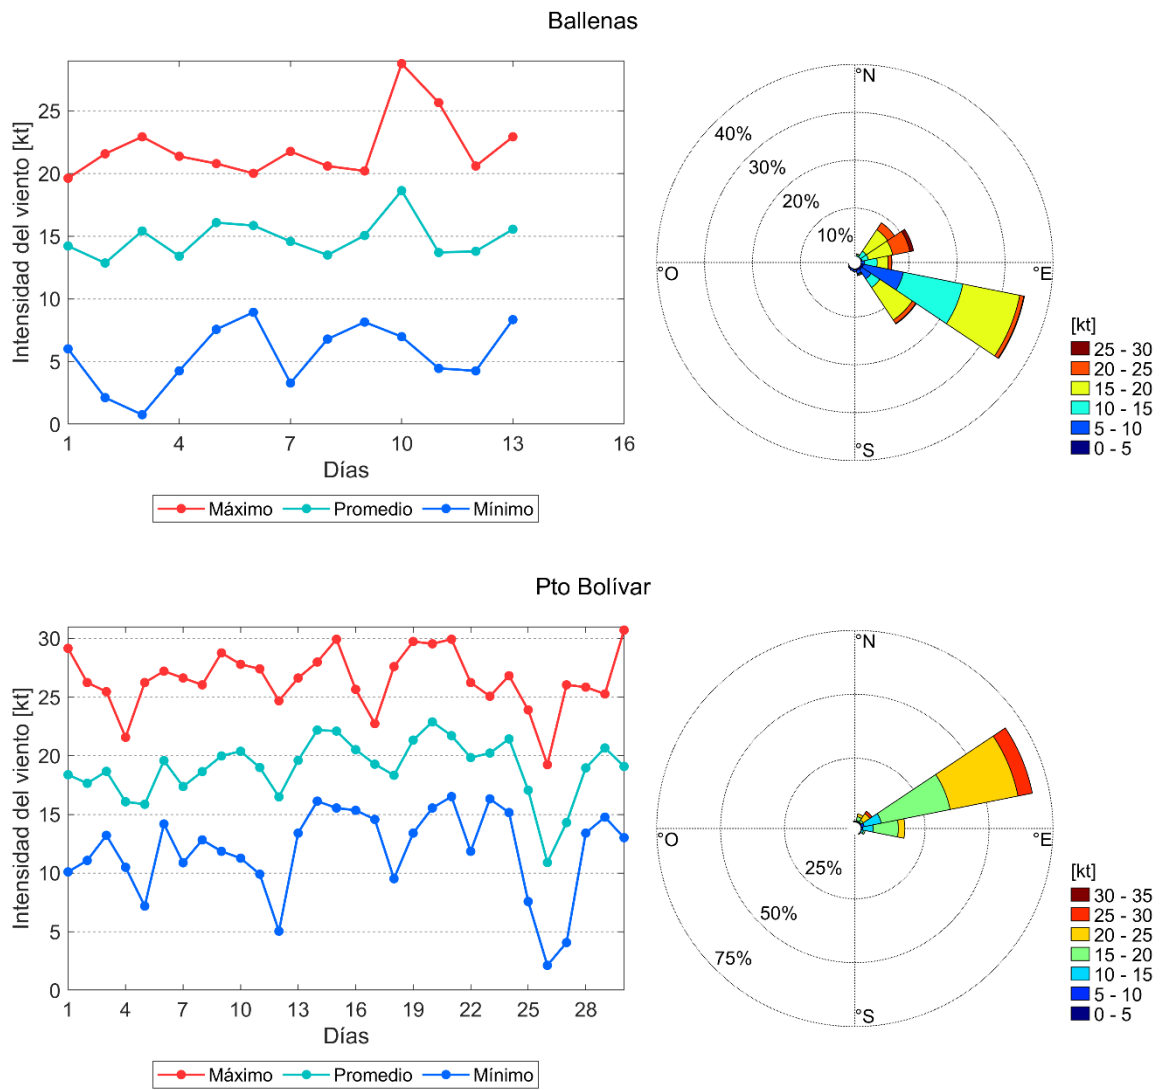 Ballenas
Intensidad del viento [kt]
25
20
15
10
5
0
1 4 7 10 13 16
Días
Máximo Promedio Mínimo
°N
40%
30%
20%
10%
°O °E
°S
[kt]
25 - 30
20 - 25
15 - 20
10 - 15
5 - 10
0 - 5
Pto Bolívar
Intensidad del viento [kt]
30
25
20
15
10
5
0
1 4 7 10 13 16 19 22 25 28
Días
Máximo Promedio Mínimo
°N
°O °E
25%
50%
75%
°S
[kt]
30 - 35
25 - 30
20 - 25
15 - 20
10 - 15
5 - 10
0 - 5